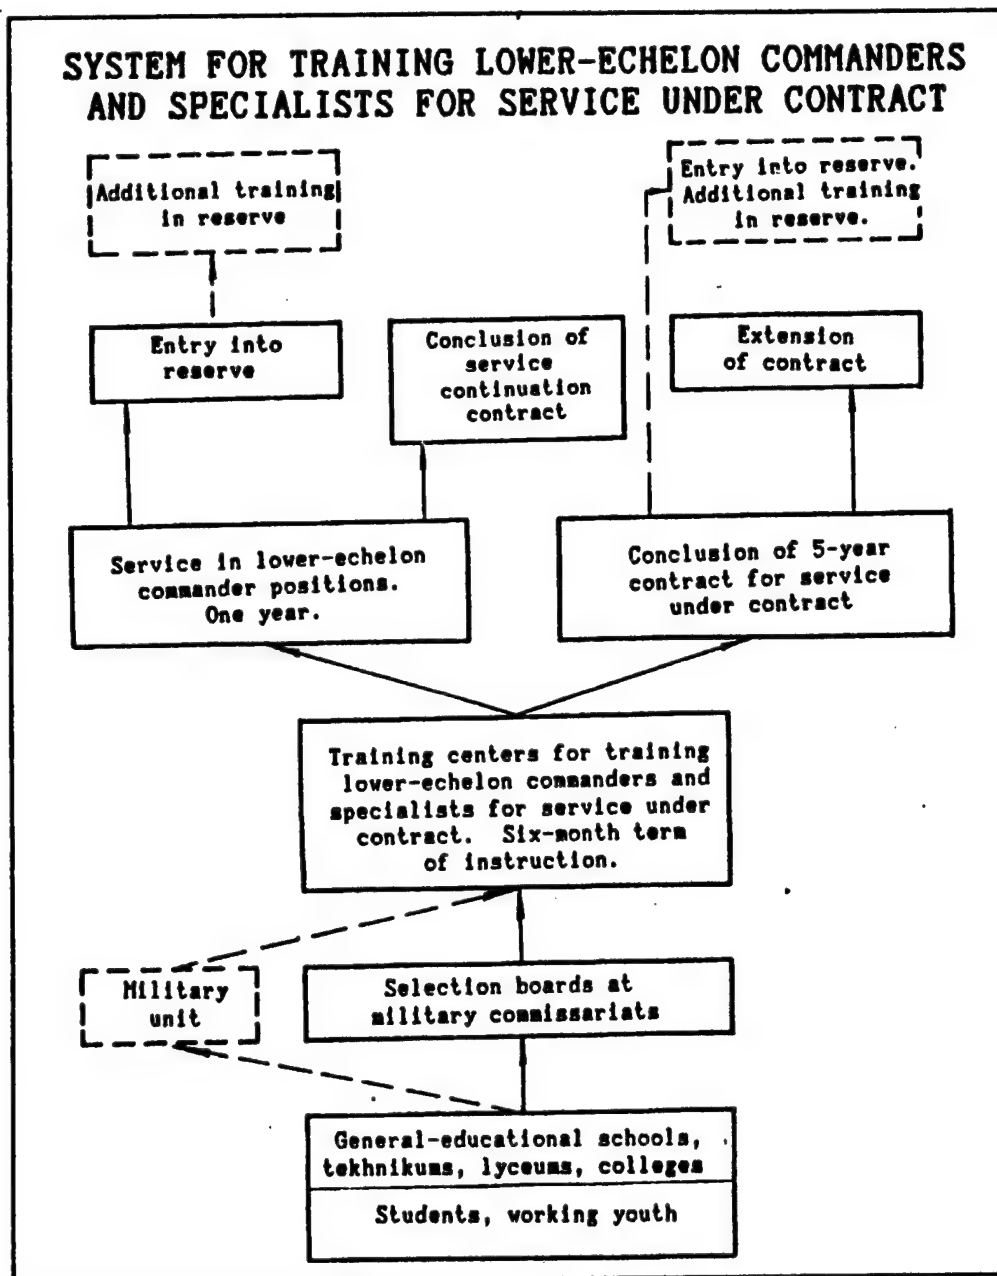 SYSTEM FOR TRAINING LOWER-ECHELON COMMANDERS
AND SPECIALISTS FOR SERVICE UNDER CONTRACT
Additional training
in reserve
Entry into reserve.
Additional training
in reserve.
Entry into
reserve
Conclusion of
service
continuation
contract
Extension
of contract
Service in lower-echelon
commander positions.
One year.
Conclusion of 5-year
contract for service
under contract
Training centers for training
lower-echelon commanders and
specialists for service under
contract. Six-month term
of instruction.
Military
unit
Selection boards at
military commissariats
General-educational schools,
tekhnikums, lyceums, colleges
Students, working youth